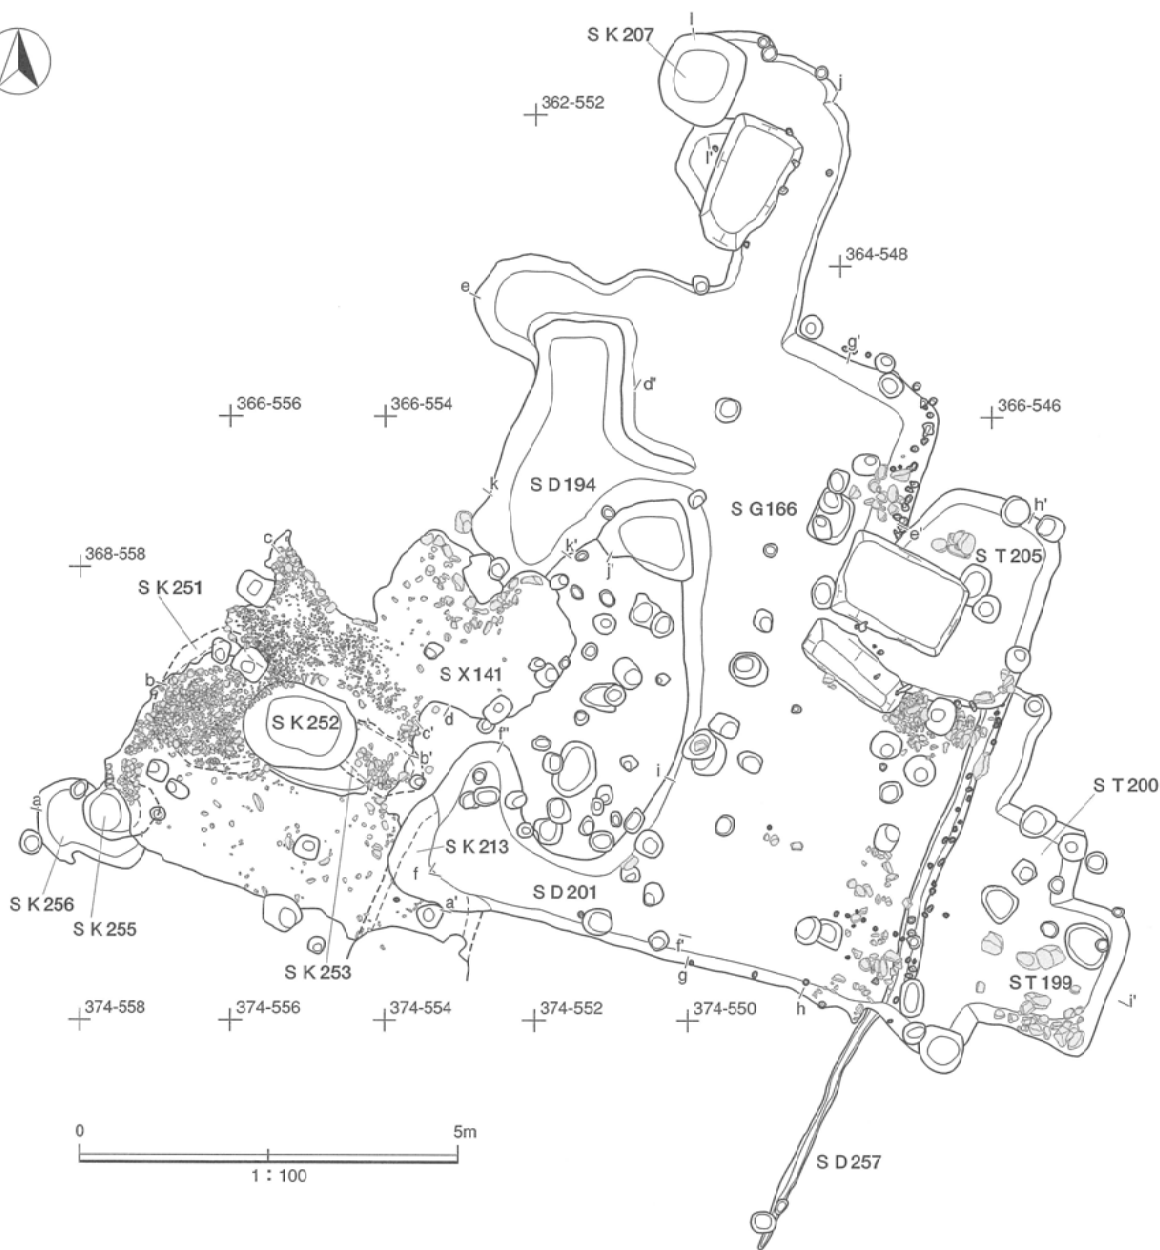 l
S K 207
j
362-552
l'
364-548
e
g'
d'
366-556
366-554
366-546
k
S D 194
S G 166
h'
c
e'
368-558
k'
j'
S T 205
S K 251
b
S X 141
d
S K 252
c'
b'
f"
i
a
S T 200
S K 213
f
S D 201
S K 256
a'
S K 255
f'
S K 253
g
S T 199
h
i'
374-558
374-556
374-554
374-552
374-550
0
5m
1 : 100
S D 257